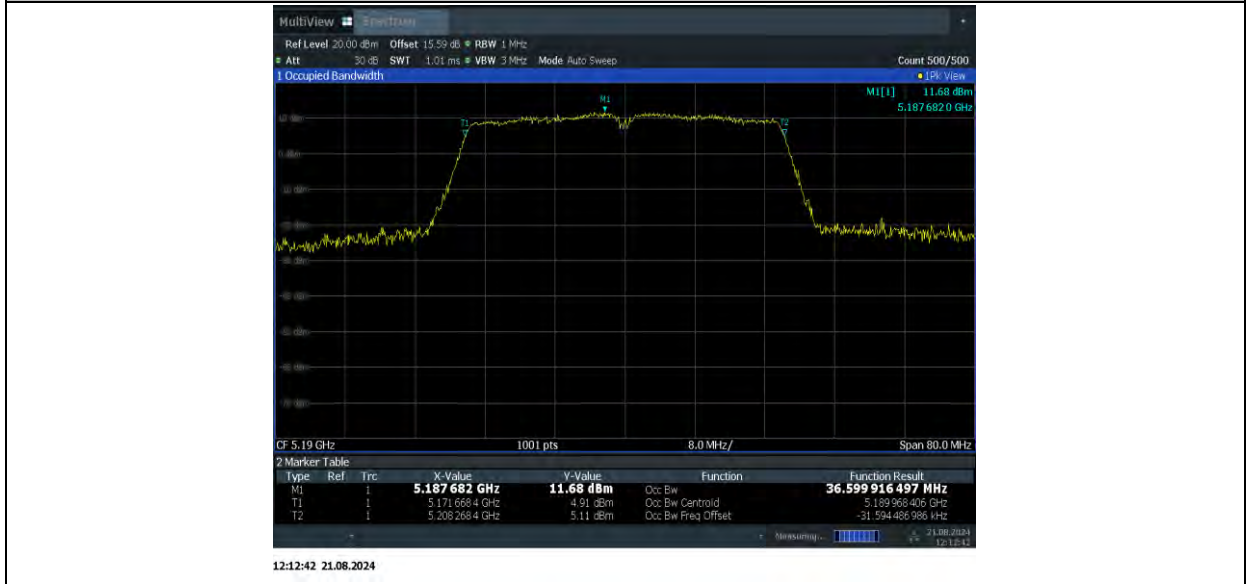 MultiView Spectrum
Ref Level 20.00 dBm Offset 15.59 dB RBW 1 MHz
Att 30 dB SWT 1.01 ms VBW 3 MHz Mode Auto Sweep Count 500/500
1 Occupied Bandwidth 1Pk View
M1[1] 11.68 dBm
5.187 682 0 GHz
M1
T1
T2
10 dBm
0 dBm
CF 5.19 GHz 1001 pts 8.0 MHz/ Span 80.0 MHz
2 Marker Table
Type Ref Trc X-Value Y-Value Function Function Result
M1 1 5.187 682 GHz 11.68 dBm Occ Bw 36.599 916 497 MHz
T1 1 5.171 668 4 GHz 4.91 dBm Occ Bw Centroid 5.189 968 406 GHz
T2 1 5.208 268 4 GHz 5.11 dBm Occ Bw Freq Offset -31.594 486 986 kHz
Measuring... 21.08.2024
12:12:42
12:12:42 21.08.2024